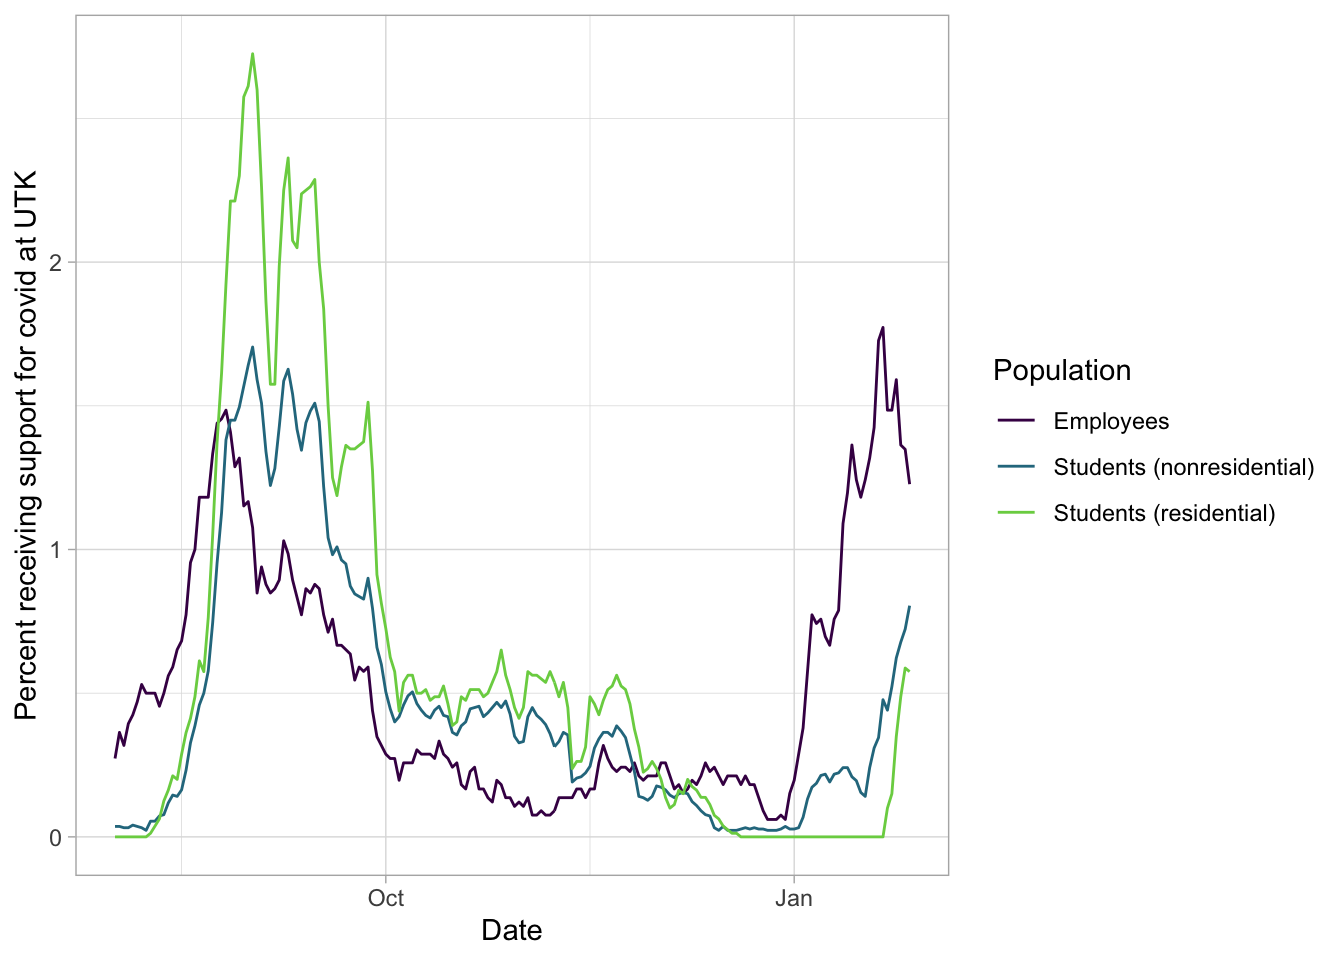 Percent receiving support for covid at UTK
2
1
0
Oct
Jan
Date
Population
Employees
Students (nonresidential)
Students (residential)